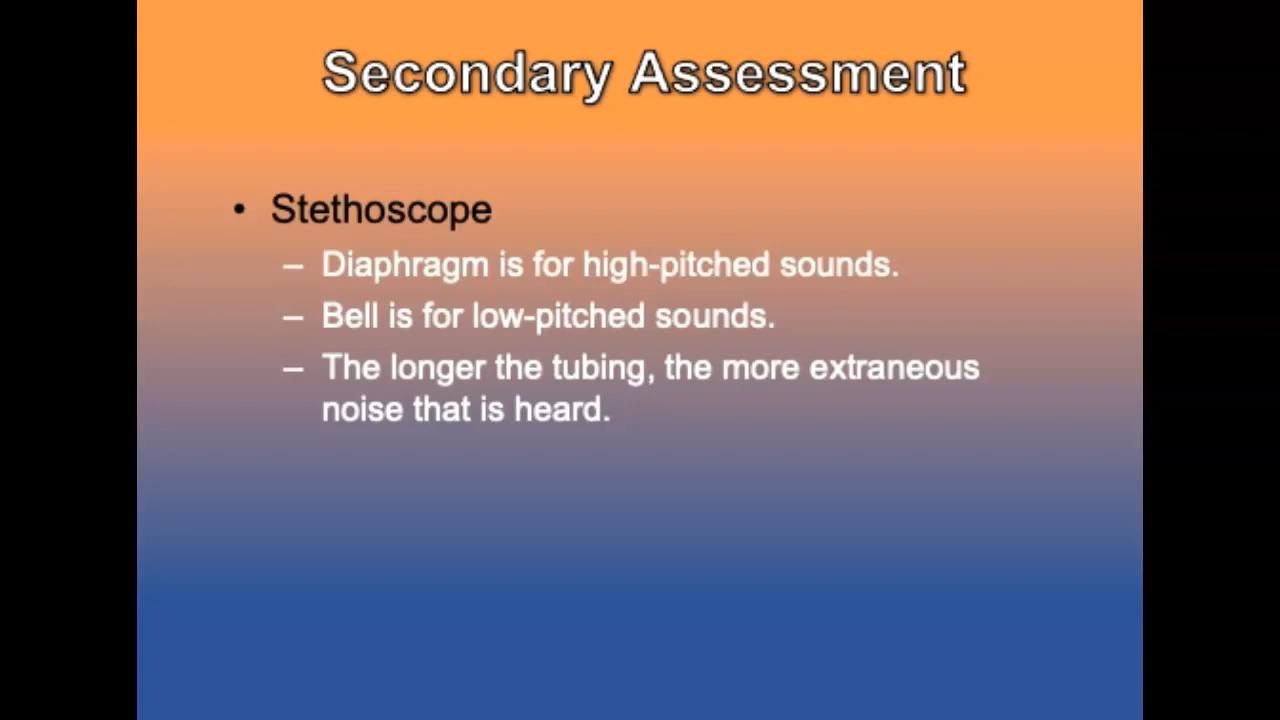 Secondary Assessment
• Stethoscope
– Diaphragm is for high-pitched sounds.
– Bell is for low-pitched sounds.
– The longer the tubing, the more extraneous
noise that is heard.